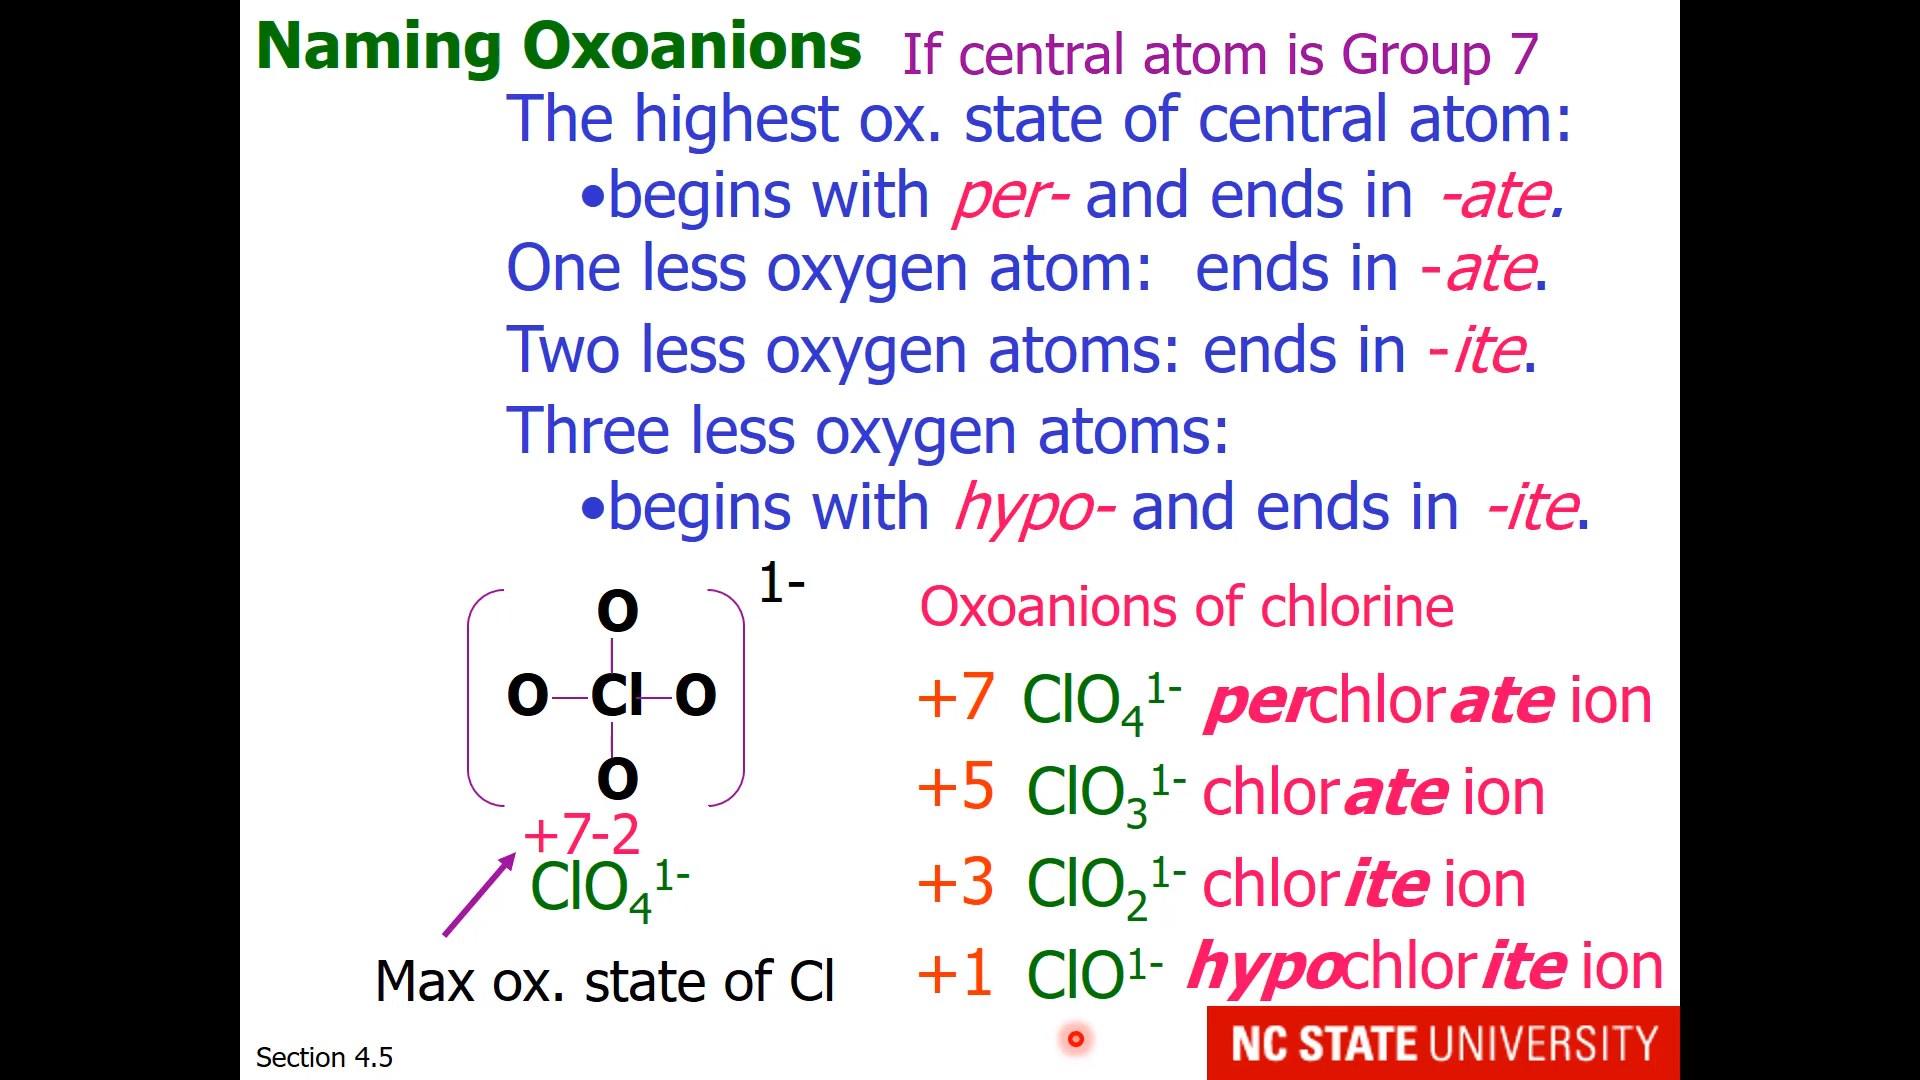 Naming Oxoanions If central atom is Group 7
The highest ox. state of central atom:
•begins with per- and ends in -ate.
One less oxygen atom: ends in -ate.
Two less oxygen atoms: ends in -ite.
Three less oxygen atoms:
•begins with hypo- and ends in -ite.
1-
O
O Cl O
O
+7-2
ClO₄¹⁻
Max ox. state of Cl
Oxoanions of chlorine
+7 ClO₄¹⁻ perchlorate ion
+5 ClO₃¹⁻ chlorate ion
+3 ClO₂¹⁻ chlorite ion
+1 ClO¹⁻ hypochlorite ion
Section 4.5
NC STATE UNIVERSITY